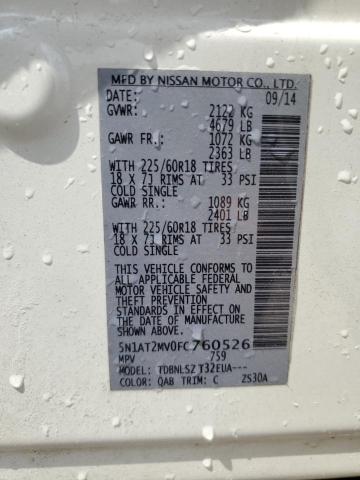 MFD BY NISSAN MOTOR CO., LTD.
DATE: 09/14
GVWR: 2122 KG
4679 LB
GAWR FR.: 1072 KG
2363 LB
WITH 225/60R18 TIRES
18 X 7J RIMS AT 33 PSI
COLD SINGLE
GAWR RR.: 1089 KG
2401 LB
WITH 225/60R18 TIRES
18 X 7J RIMS AT 33 PSI
COLD SINGLE
THIS VEHICLE CONFORMS TO
ALL APPLICABLE FEDERAL
MOTOR VEHICLE SAFETY AND
THEFT PREVENTION
STANDARDS IN EFFECT ON
THE DATE OF MANUFACTURE
SHOWN ABOVE.
5N1AT2MV0FC760526
MPV 759
MODEL: TDBNLSZ T32EUA---
COLOR: QAB TRIM: C ZS30A